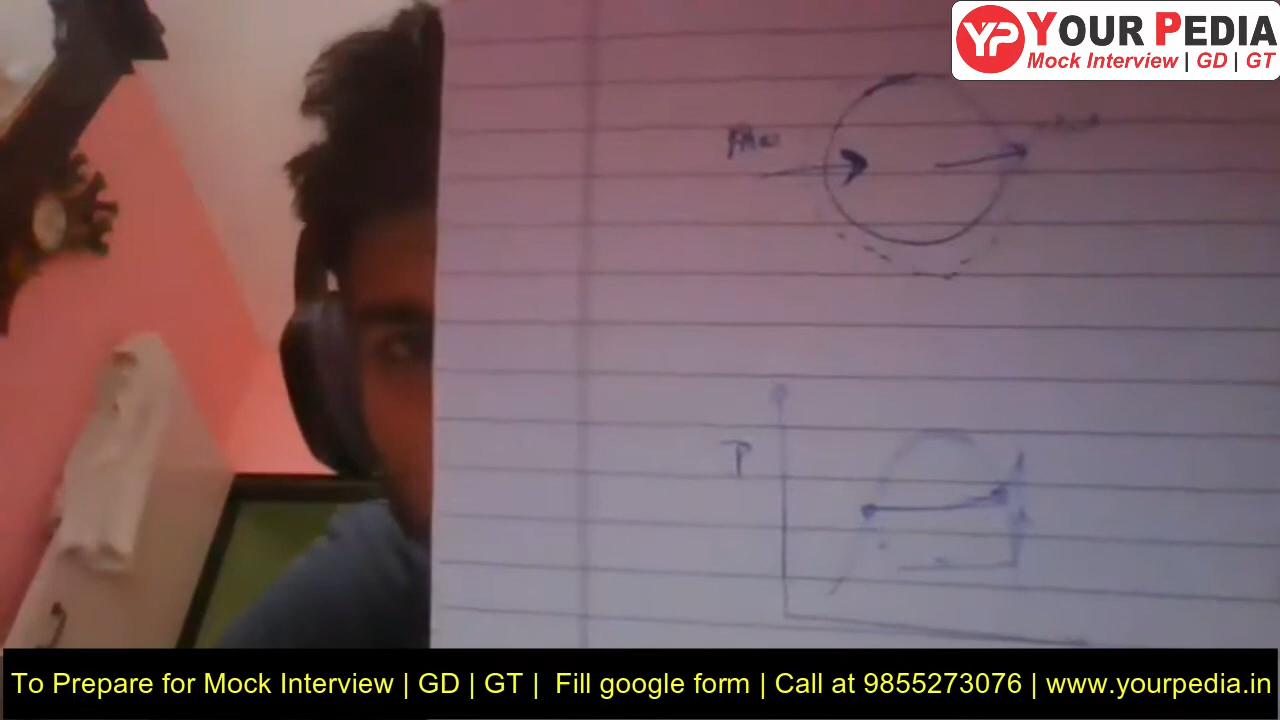 YP YOUR PEDIA
Mock Interview | GD | GT
T
To Prepare for Mock Interview | GD | GT | Fill google form | Call at 9855273076 | www.yourpedia.in